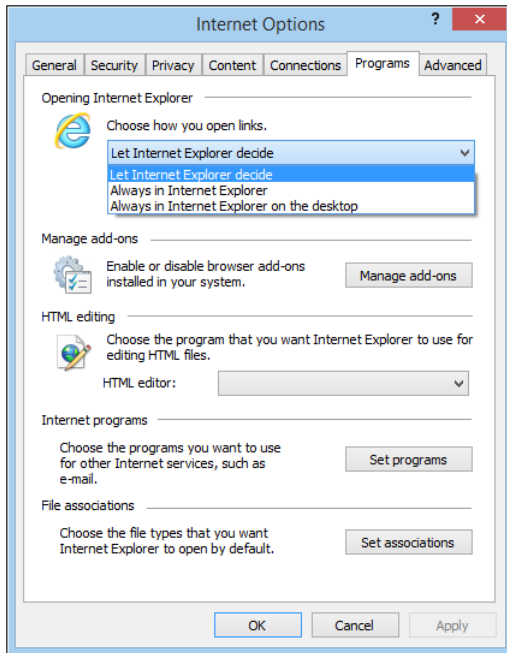 Internet Options
?
×
General Security Privacy Content Connections Programs Advanced
Opening Internet Explorer
Choose how you open links.
Let Internet Explorer decide
Let Internet Explorer decide
Always in Internet Explorer
Always in Internet Explorer on the desktop
Manage add-ons
Enable or disable browser add-ons
installed in your system.
Manage add-ons
HTML editing
Choose the program that you want Internet Explorer to use for
editing HTML files.
HTML editor:
Internet programs
Choose the programs you want to use
for other Internet services, such as
e-mail.
Set programs
File associations
Choose the file types that you want
Internet Explorer to open by default.
Set associations
OK Cancel Apply